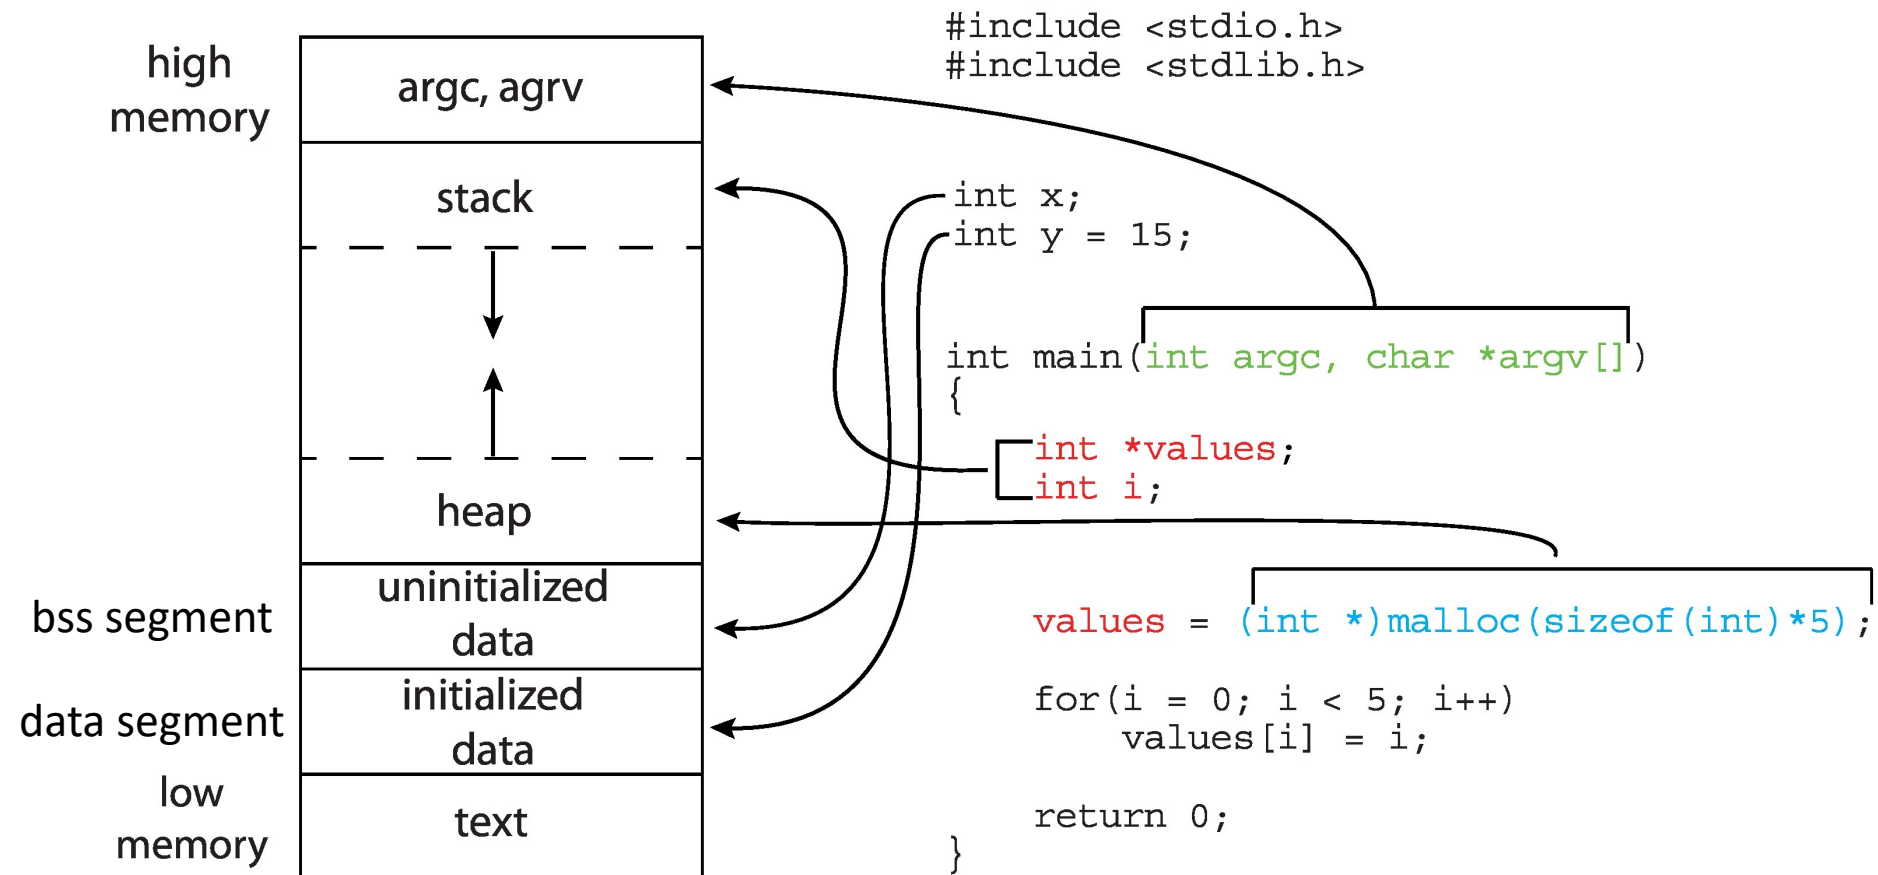 high
memory
argc, agrv
stack
heap
bss segment
uninitialized
data
data segment
initialized
data
low
memory
text
#include <stdio.h>
#include <stdlib.h>
int x;
int y = 15;
int main(int argc, char *argv[])
{
int *values;
int i;
values = (int *)malloc(sizeof(int)*5);
for(i = 0; i < 5; i++)
values[i] = i;
return 0;
}